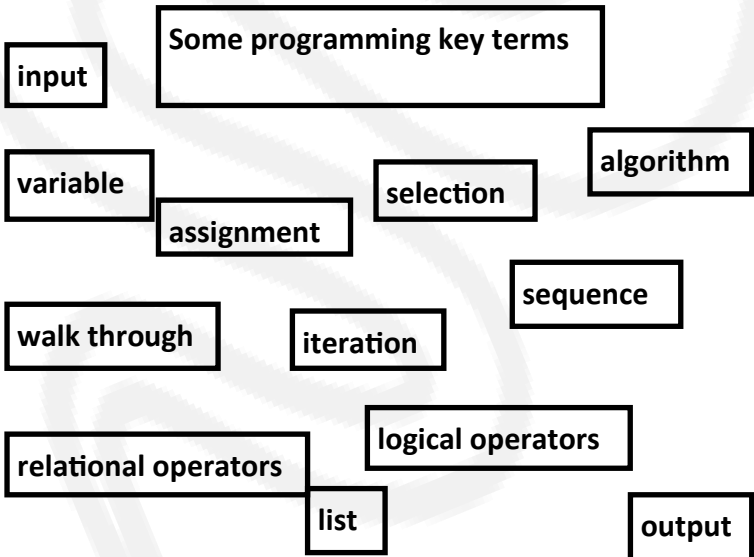 Some programming key terms
input
algorithm
variable
selection
assignment
sequence
walk through
iteration
logical operators
relational operators
list
output